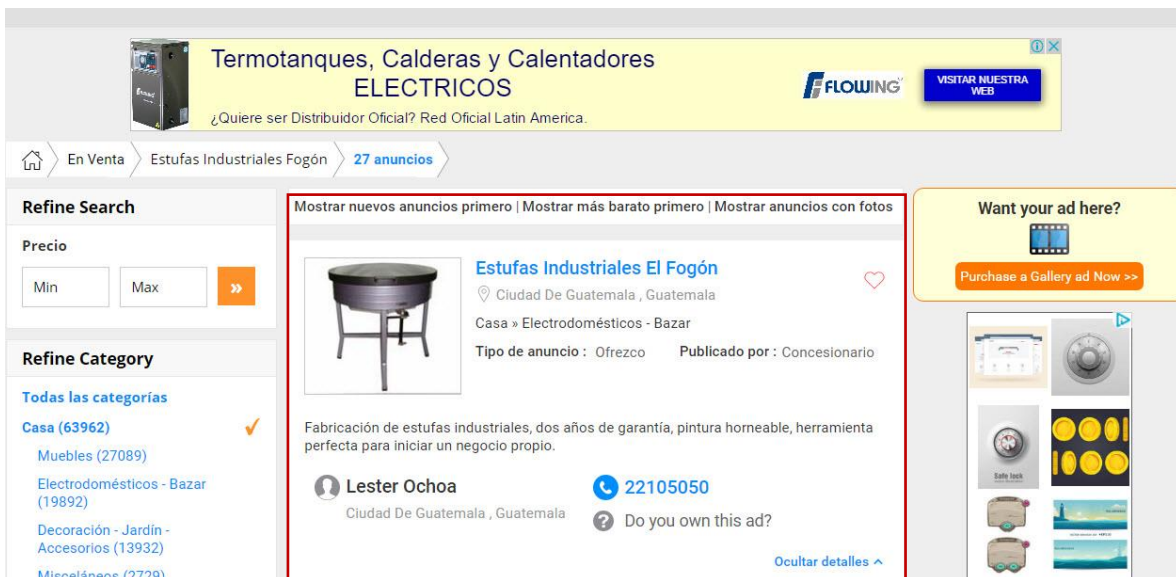 Termotanques, Calderas y Calentadores
ELECTRICOS
¿Quiere ser Distribuidor Oficial? Red Oficial Latin America.
FLOWING
VISITAR NUESTRA
WEB
En Venta
Estufas Industriales Fogón
27 anuncios
Refine Search
Precio
Min
Max
»
Refine Category
Todas las categorías
Casa (63962)
Muebles (27089)
Electrodomésticos - Bazar
(19892)
Decoración - Jardín -
Accesorios (13932)
Misceláneos (2729)
Mostrar nuevos anuncios primero | Mostrar más barato primero | Mostrar anuncios con fotos
Estufas Industriales El Fogón
Ciudad De Guatemala , Guatemala
Casa » Electrodomésticos - Bazar
Tipo de anuncio : Ofrezco Publicado por : Concesionario
Fabricación de estufas industriales, dos años de garantía, pintura horneable, herramienta
perfecta para iniciar un negocio propio.
Lester Ochoa
Ciudad De Guatemala , Guatemala
22105050
Do you own this ad?
Ocultar detalles
Want your ad here?
Purchase a Gallery ad Now >>
Safe lock